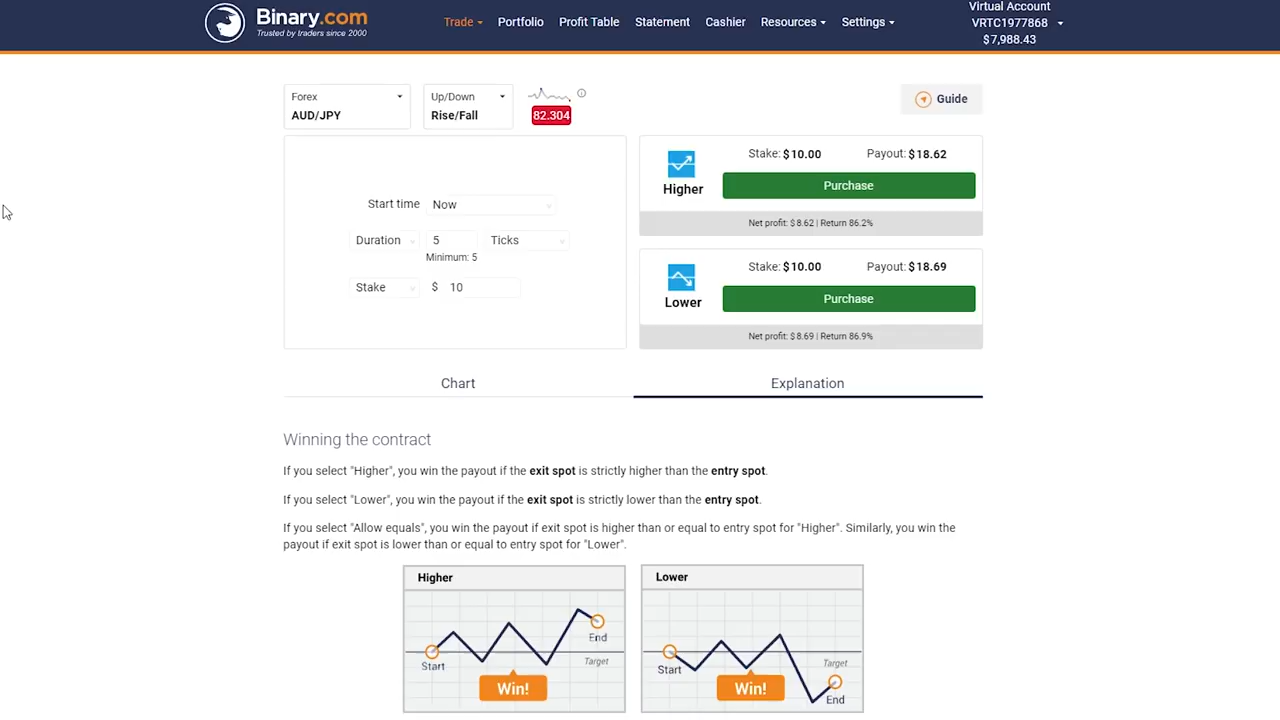 Binary.com
Trusted by traders since 2000
Trade Portfolio Profit Table Statement Cashier Resources Settings
Virtual Account
VRTC1977868
$7,988.43
Forex
AUD/JPY
Up/Down
Rise/Fall
82.304
Guide
Start time Now
Duration 5 Ticks
Minimum: 5
Stake $ 10
Higher
Stake: $10.00 Payout: $18.62
Purchase
Net profit: $8.62 | Return 86.2%
Lower
Stake: $10.00 Payout: $18.69
Purchase
Net profit: $8.69 | Return 86.9%
Chart Explanation
Winning the contract
If you select "Higher", you win the payout if the exit spot is strictly higher than the entry spot.
If you select "Lower", you win the payout if the exit spot is strictly lower than the entry spot.
If you select "Allow equals", you win the payout if exit spot is higher than or equal to entry spot for "Higher". Similarly, you win the
payout if exit spot is lower than or equal to entry spot for "Lower".
Higher
Start
End
Target
Win!
Lower
Start
Target
End
Win!